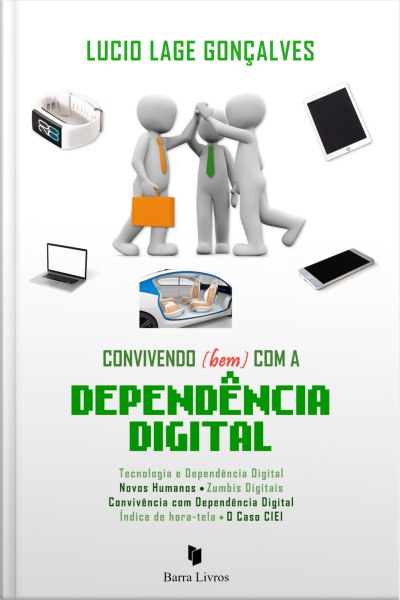 LUCIO LAGE GONÇALVES
CONVIVENDO (bem) COM A
DEPENDÊNCIA
DIGITAL
Tecnologia e Dependência Digital
Novos Humanos • Zumbis Digitais
Convivência com Dependência Digital
Índice de hora-tela • O Caso CIEI
Barra Livros